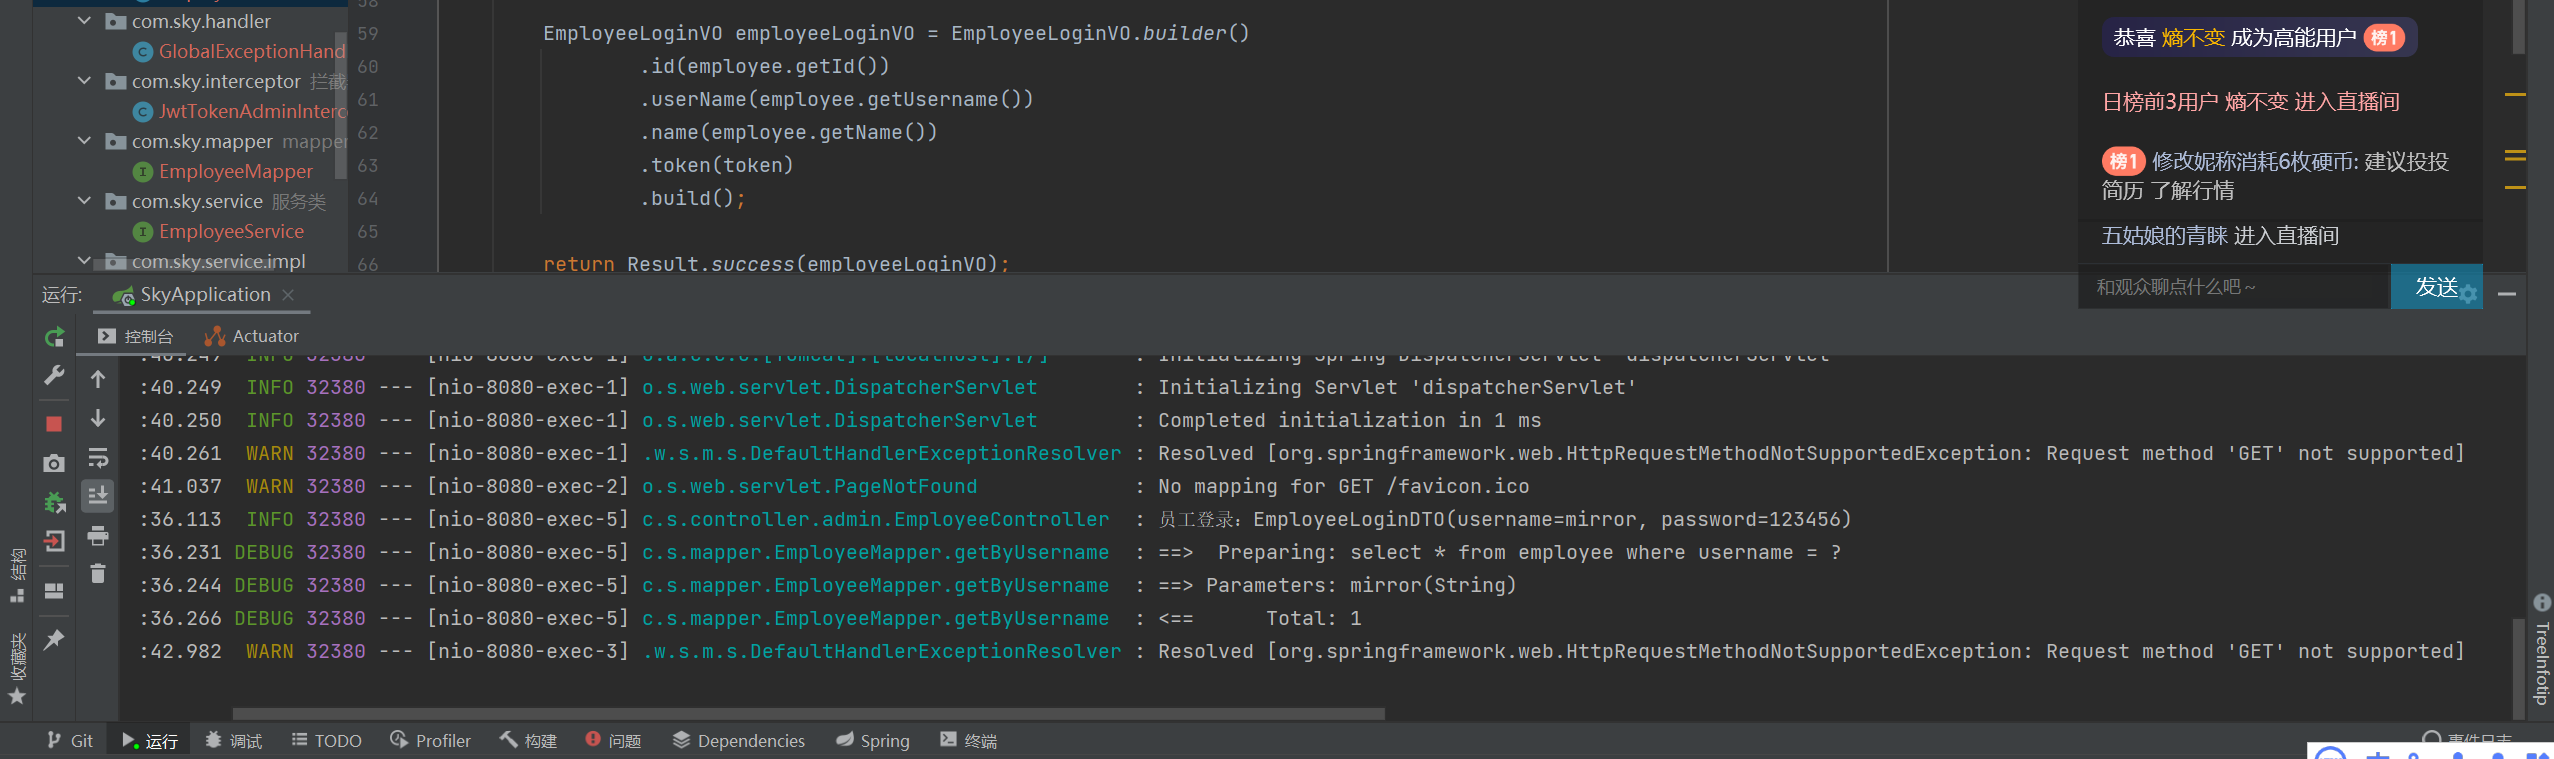 com.sky.handler
GlobalExceptionHand
com.sky.interceptor 拦截
JwtTokenAdminInterc
com.sky.mapper mapper
EmployeeMapper
com.sky.service 服务类
EmployeeService
com.sky.service.impl
58
59 EmployeeLoginVO employeeLoginVO = EmployeeLoginVO.builder()
60 .id(employee.getId())
61 .userName(employee.getUsername())
62 .name(employee.getName())
63 .token(token)
64 .build();
65
66 return Result.success(employeeLoginVO);
恭喜 熵不变 成为高能用户 榜1
日榜前3用户 熵不变 进入直播间
榜1 修改妮称消耗6枚硬币: 建议投投
简历 了解行情
五姑娘的青睐 进入直播间
和观众聊点什么吧~ 发送
运行: SkyApplication
控制台 Actuator
:40.249 INFO 32380 --- [nio-8080-exec-1] o.a.c.c.C.[Tomcat].[localhost].[/] : Initializing Spring DispatcherServlet 'dispatcherServlet'
:40.249 INFO 32380 --- [nio-8080-exec-1] o.s.web.servlet.DispatcherServlet : Initializing Servlet 'dispatcherServlet'
:40.250 INFO 32380 --- [nio-8080-exec-1] o.s.web.servlet.DispatcherServlet : Completed initialization in 1 ms
:40.261 WARN 32380 --- [nio-8080-exec-1] .w.s.m.s.DefaultHandlerExceptionResolver : Resolved [org.springframework.web.HttpRequestMethodNotSupportedException: Request method 'GET' not supported]
:41.037 WARN 32380 --- [nio-8080-exec-2] o.s.web.servlet.PageNotFound : No mapping for GET /favicon.ico
:36.113 INFO 32380 --- [nio-8080-exec-5] c.s.controller.admin.EmployeeController : 员工登录：EmployeeLoginDTO(username=mirror, password=123456)
:36.231 DEBUG 32380 --- [nio-8080-exec-5] c.s.mapper.EmployeeMapper.getByUsername : ==> Preparing: select * from employee where username = ?
:36.244 DEBUG 32380 --- [nio-8080-exec-5] c.s.mapper.EmployeeMapper.getByUsername : ==> Parameters: mirror(String)
:36.266 DEBUG 32380 --- [nio-8080-exec-5] c.s.mapper.EmployeeMapper.getByUsername : <== Total: 1
:42.982 WARN 32380 --- [nio-8080-exec-3] .w.s.m.s.DefaultHandlerExceptionResolver : Resolved [org.springframework.web.HttpRequestMethodNotSupportedException: Request method 'GET' not supported]
结构
收藏夹
TreeInfotip
Git 运行 调试 TODO Profiler 构建 问题 Dependencies Spring 终端 事件日志